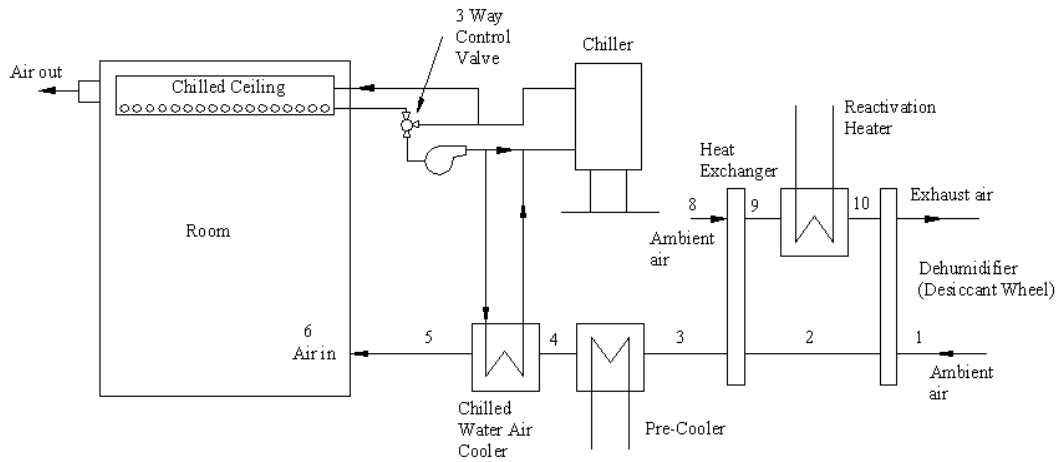 3 Way
Control
Valve
Chiller
Air out
Chilled Ceiling
Reactivation
Heater
Heat
Exchanger
8
9
10
Exhaust air
Ambient
air
Room
Dehumidifier
(Desiccant Wheel)
6
Air in
5
4
3
2
1
Ambient
air
Chilled
Water Air
Cooler
Pre-Cooler